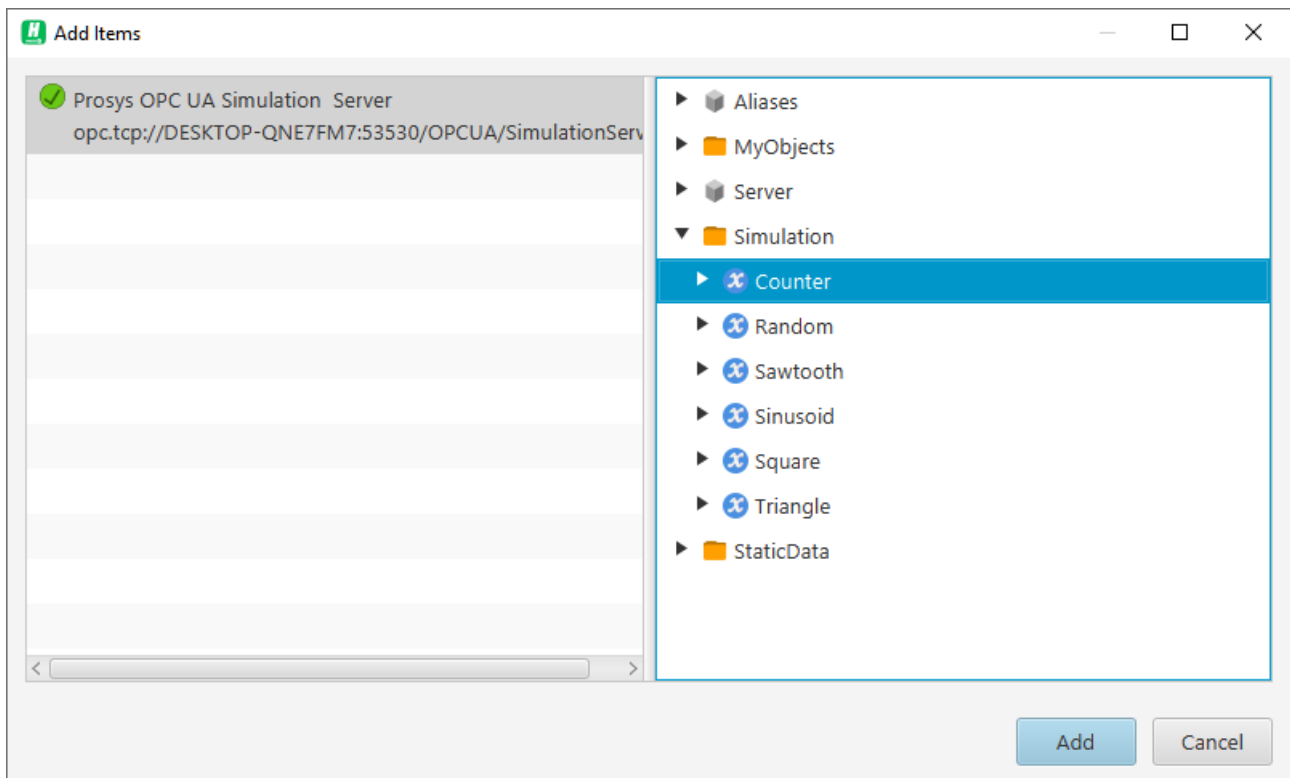 Add Items
Prosys OPC UA Simulation  Server
opc.tcp://DESKTOP-QNE7FM7:53530/OPCUA/SimulationServ
Aliases
MyObjects
Server
Simulation
Counter
Random
Sawtooth
Sinusoid
Square
Triangle
StaticData
Add
Cancel